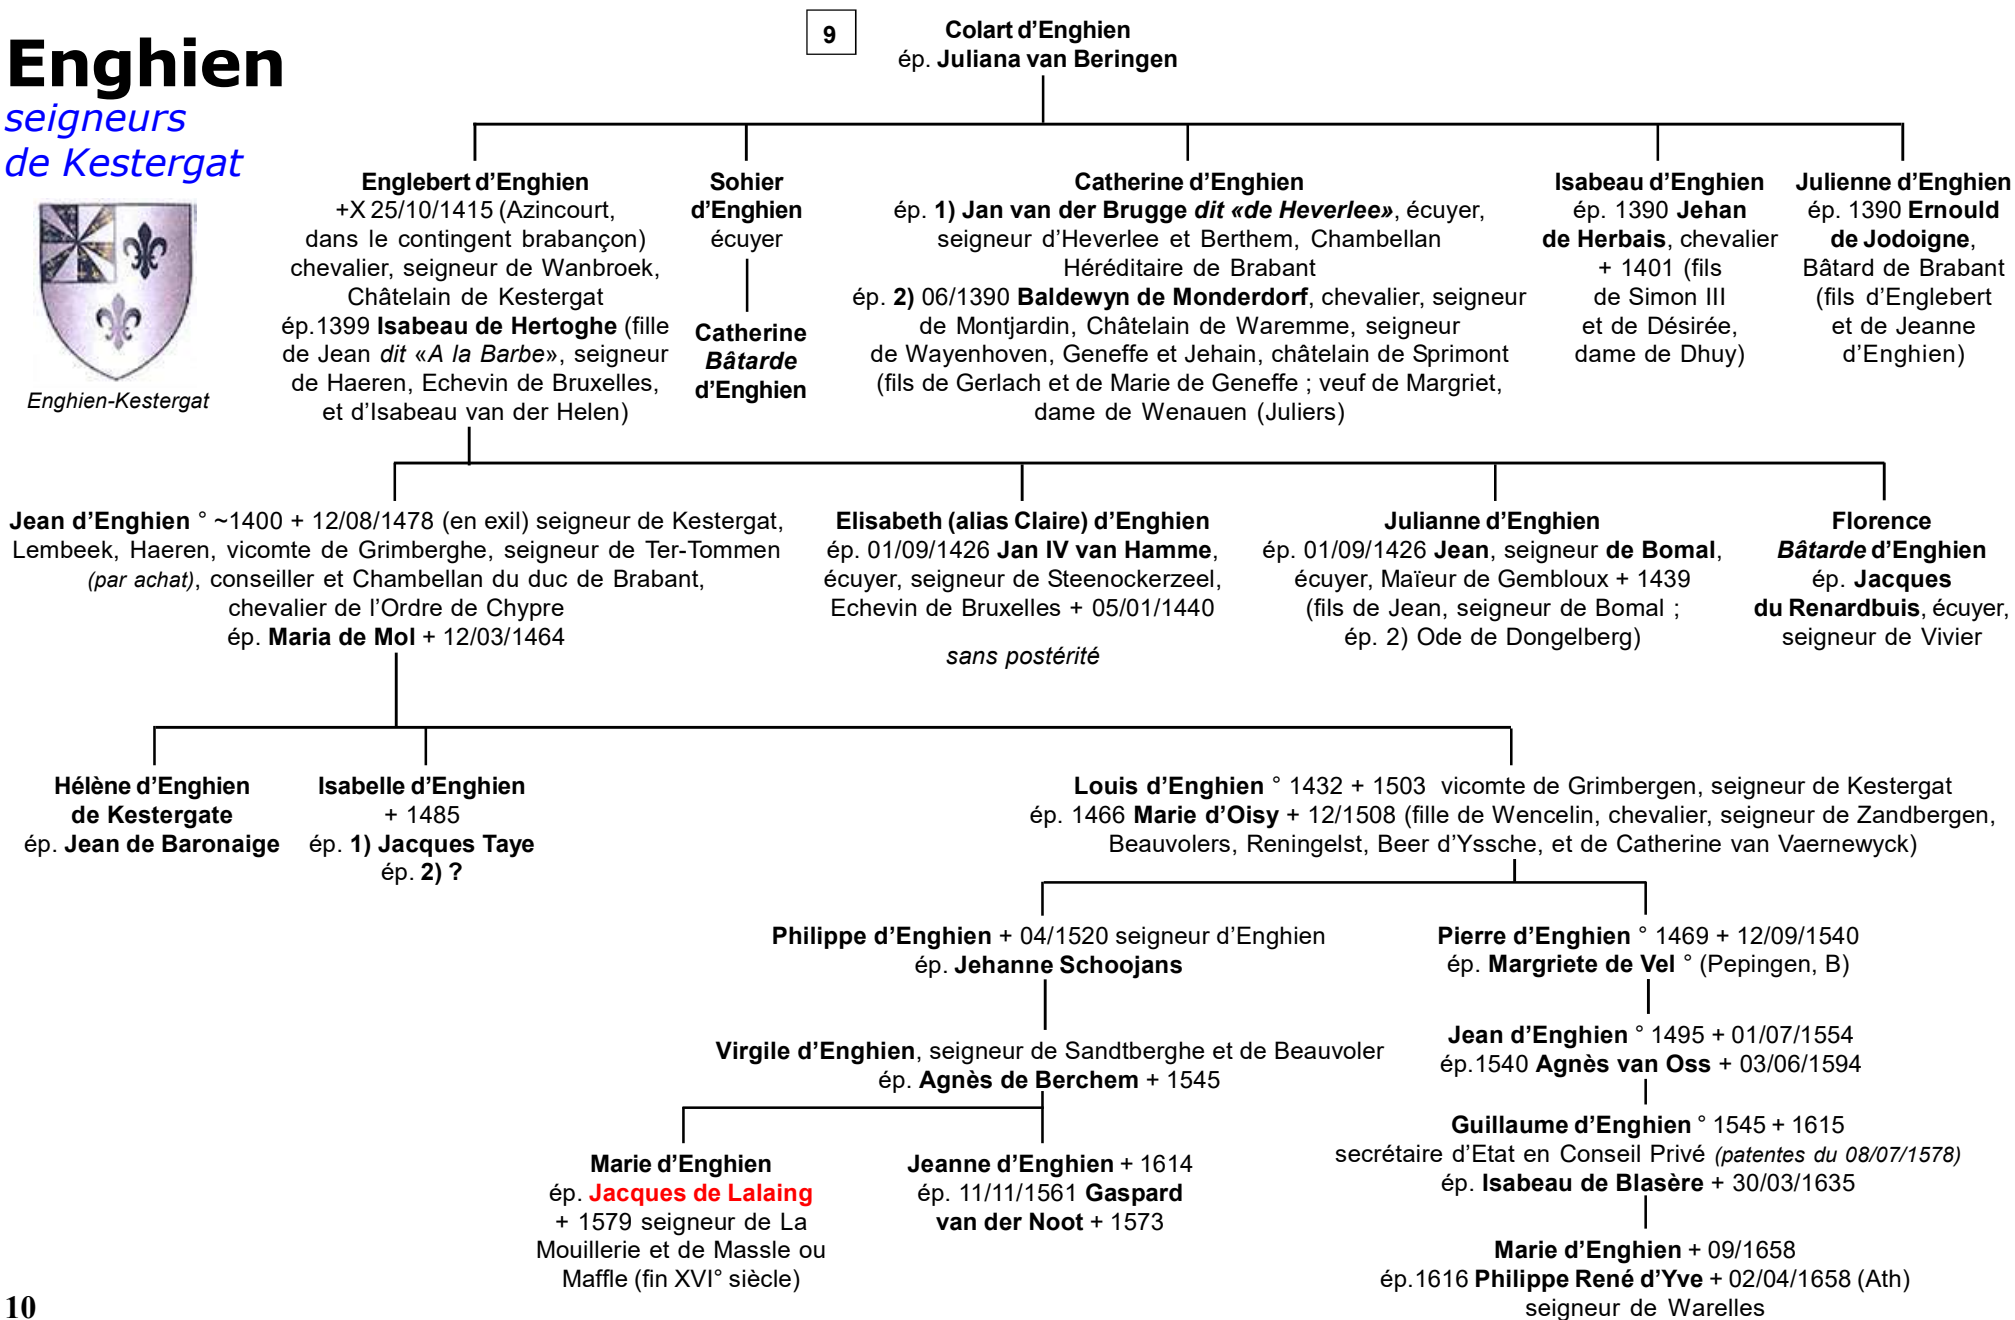 Enghien
seigneurs
de Kestergat
Enghien-Kestergat
9
Colart d’Enghien
ép. Juliana van Beringen
Englebert d’Enghien
+X 25/10/1415 (Azincourt,
dans le contingent brabançon)
chevalier, seigneur de Wanbroek,
Châtelain de Kestergat
ép.1399 Isabeau de Hertoghe (fille
de Jean dit «A la Barbe», seigneur
de Haeren, Echevin de Bruxelles,
et d'Isabeau van der Helen)
Sohier
d’Enghien
écuyer
Catherine
Bâtarde
d’Enghien
Catherine d’Enghien
ép. 1) Jan van der Brugge dit «de Heverlee», écuyer,
seigneur d’Heverlee et Berthem, Chambellan
Héréditaire de Brabant
ép. 2) 06/1390 Baldewyn de Monderdorf, chevalier, seigneur
de Montjardin, Châtelain de Waremme, seigneur
de Wayenhoven, Geneffe et Jehain, châtelain de Sprimont
(fils de Gerlach et de Marie de Geneffe ; veuf de Margriet,
dame de Wenauen (Juliers)
Isabeau d’Enghien
ép. 1390 Jehan
de Herbais, chevalier
+ 1401 (fils
de Simon III
et de Désirée,
dame de Dhuy)
Julienne d’Enghien
ép. 1390 Ernould
de Jodoigne,
Bâtard de Brabant
(fils d’Englebert
et de Jeanne
d’Enghien)
Jean d’Enghien ° ~1400 + 12/08/1478 (en exil) seigneur de Kestergat,
Lembeek, Haeren, vicomte de Grimberghe, seigneur de Ter-Tommen
(par achat), conseiller et Chambellan du duc de Brabant,
chevalier de l’Ordre de Chypre
ép. Maria de Mol + 12/03/1464
Elisabeth (alias Claire) d’Enghien
ép. 01/09/1426 Jan IV van Hamme,
écuyer, seigneur de Steenockerzeel,
Echevin de Bruxelles + 05/01/1440
sans postérité
Julianne d’Enghien
ép. 01/09/1426 Jean, seigneur de Bomal,
écuyer, Maïeur de Gembloux + 1439
(fils de Jean, seigneur de Bomal ;
ép. 2) Ode de Dongelberg)
Florence
Bâtarde d’Enghien
ép. Jacques
du Renardbuis, écuyer,
seigneur de Vivier
Hélène d’Enghien
de Kestergate
ép. Jean de Baronaige
Isabelle d’Enghien
+ 1485
ép. 1) Jacques Taye
ép. 2) ?
Louis d’Enghien ° 1432 + 1503 vicomte de Grimbergen, seigneur de Kestergat
ép. 1466 Marie d’Oisy + 12/1508 (fille de Wencelin, chevalier, seigneur de Zandbergen,
Beauvolers, Reningelst, Beer d’Yssche, et de Catherine van Vaernewyck)
Philippe d’Enghien + 04/1520 seigneur d’Enghien
ép. Jehanne Schoojans
Pierre d’Enghien ° 1469 + 12/09/1540
ép. Margriete de Vel ° (Pepingen, B)
Virgile d’Enghien, seigneur de Sandtberghe et de Beauvoler
ép. Agnès de Berchem + 1545
Jean d’Enghien ° 1495 + 01/07/1554
ép.1540 Agnès van Oss + 03/06/1594
Guillaume d’Enghien ° 1545 + 1615
secrétaire d’Etat en Conseil Privé (patentes du 08/07/1578)
ép. Isabeau de Blasère + 30/03/1635
Marie d’Enghien
ép. Jacques de Lalaing
+ 1579 seigneur de La
Mouillerie et de Massle ou
Maffle (fin XVI° siècle)
Jeanne d’Enghien + 1614
ép. 11/11/1561 Gaspard
van der Noot + 1573
Marie d’Enghien + 09/1658
ép.1616 Philippe René d’Yve + 02/04/1658 (Ath)
seigneur de Warelles
10